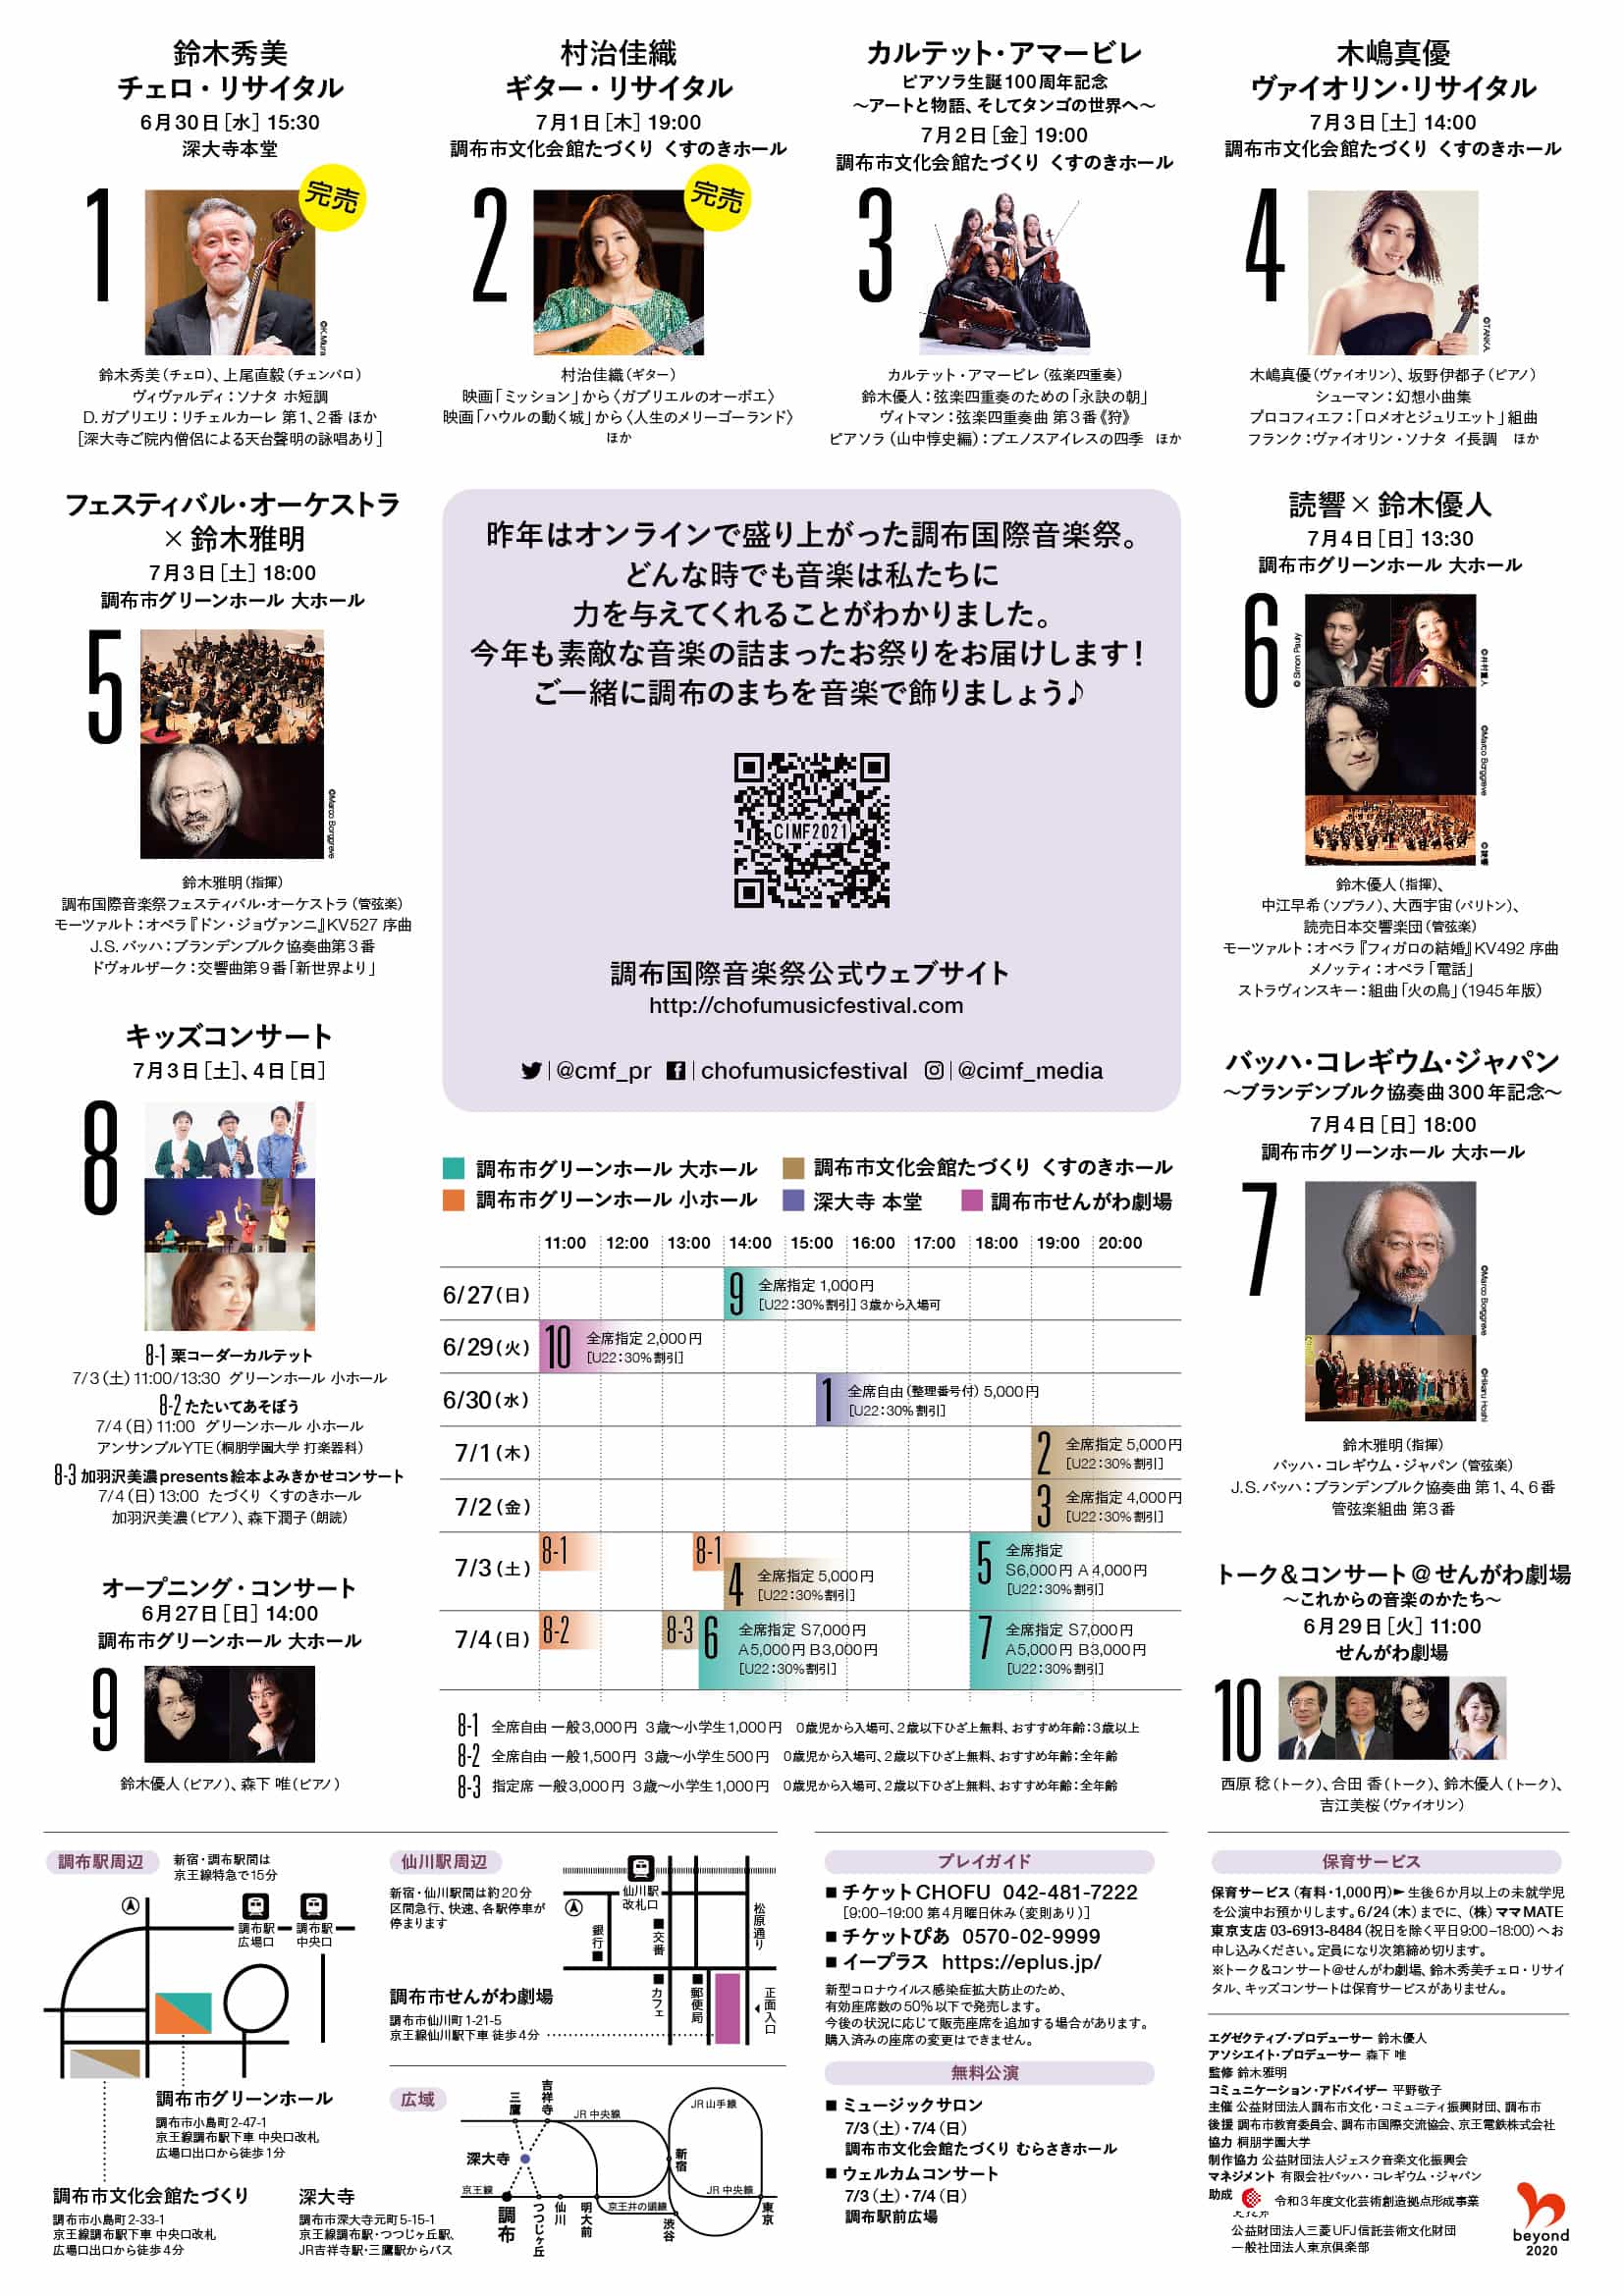 鈴木秀美
チェロ・リサイタル
6月30日［水］15:30
深大寺本堂
1
完売
©K.Miura
鈴木秀美（チェロ）、上尾直毅（チェンバロ）
ヴィヴァルディ：ソナタ ホ短調
D.ガブリエリ：リチェルカーレ 第1、2番 ほか
［深大寺ご院内僧侶による天台聲明の詠唱あり］
村治佳織
ギター・リサイタル
7月1日［木］19:00
調布市文化会館たづくり くすのきホール
2
完売
村治佳織（ギター）
映画「ミッション」から〈ガブリエルのオーボエ〉
映画「ハウルの動く城」から〈人生のメリーゴーランド〉
ほか
カルテット・アマービレ
ピアソラ生誕100周年記念
〜アートと物語、そしてタンゴの世界へ〜
7月2日［金］19:00
調布市文化会館たづくり くすのきホール
3
カルテット・アマービレ（弦楽四重奏）
鈴木優人：弦楽四重奏のための「永訣の朝」
ヴィトマン：弦楽四重奏曲 第3番《狩》
ピアソラ（山中惇史編）：ブエノスアイレスの四季 ほか
木嶋真優
ヴァイオリン・リサイタル
7月3日［土］14:00
調布市文化会館たづくり くすのきホール
4
©TANKA
木嶋真優（ヴァイオリン）、坂野伊都子（ピアノ）
シューマン：幻想小曲集
プロコフィエフ：「ロメオとジュリエット」組曲
フランク：ヴァイオリン・ソナタ イ長調 ほか
フェスティバル・オーケストラ
×鈴木雅明
7月3日［土］18:00
調布市グリーンホール 大ホール
5
©Marco Borggreve
鈴木雅明（指揮）
調布国際音楽祭フェスティバル・オーケストラ（管弦楽）
モーツァルト：オペラ『ドン・ジョヴァンニ』KV527 序曲
J.S.バッハ：ブランデンブルク協奏曲第3番
ドヴォルザーク：交響曲第9番「新世界より」
昨年はオンラインで盛り上がった調布国際音楽祭。
どんな時でも音楽は私たちに
力を与えてくれることがわかりました。
今年も素敵な音楽の詰まったお祭りをお届けします！
ご一緒に調布のまちを音楽で飾りましょう♪
CIMF2021
調布国際音楽祭公式ウェブサイト
http://chofumusicfestival.com
|@cmf_pr |chofumusicfestival |@cimf_media
読響×鈴木優人
7月4日［日］13:30
調布市グリーンホール 大ホール
6
©Simon Pauly
©Marco Borggreve
©読響
鈴木優人（指揮）、
中江早希（ソプラノ）、大西宇宙（バリトン）、
読売日本交響楽団（管弦楽）
モーツァルト：オペラ『フィガロの結婚』KV492 序曲
メノッティ：オペラ「電話」
ストラヴィンスキー：組曲「火の鳥」（1945年版）
キッズコンサート
7月3日［土］、4日［日］
8
8-1 栗コーダーカルテット
7/3（土）11:00/13:30 グリーンホール 小ホール
8-2 たたいてあそぼう
7/4（日）11:00 グリーンホール 小ホール
アンサンブルYTE（桐朋学園大学 打楽器科）
8-3 加羽沢美濃presents絵本よみきかせコンサート
7/4（日）13:00 たづくり くすのきホール
加羽沢美濃（ピアノ）、森下潤子（朗読）
バッハ・コレギウム・ジャパン
〜ブランデンブルク協奏曲300年記念〜
7月4日［日］18:00
調布市グリーンホール 大ホール
7
©Marco Borggreve
©Hikaru Hoshi
鈴木雅明（指揮）
バッハ・コレギウム・ジャパン（管弦楽）
J.S.バッハ：ブランデンブルク協奏曲 第1、4、6番
管弦楽組曲 第3番
オープニング・コンサート
6月27日［日］14:00
調布市グリーンホール 大ホール
9
鈴木優人（ピアノ）、森下 唯（ピアノ）
トーク＆コンサート@せんがわ劇場
〜これからの音楽のかたち〜
6月29日［火］11:00
せんがわ劇場
10
西原 稔（トーク）、合田 香（トーク）、鈴木優人（トーク）、
吉江美桜（ヴァイオリン）
調布市グリーンホール 大ホール 調布市文化会館たづくり くすのきホール
調布市グリーンホール 小ホール 深大寺 本堂 調布市せんがわ劇場
11:00 12:00 13:00 14:00 15:00 16:00 17:00 18:00 19:00 20:00
6/27（日） 9 全席指定 1,000円
［U22：30%割引］3歳から入場可
6/29（火） 10 全席指定 2,000円
［U22：30%割引］
6/30（水） 1 全席自由（整理番号付）5,000円
［U22：30%割引］
7/1（木） 2 全席指定 5,000円
［U22：30%割引］
7/2（金） 3 全席指定 4,000円
［U22：30%割引］
7/3（土） 8-1 8-1
4 全席指定 5,000円
［U22：30%割引］
5 全席指定
S6,000円 A4,000円
［U22：30%割引］
7/4（日） 8-2 8-3
6 全席指定 S7,000円
A5,000円 B3,000円
［U22：30%割引］
7 全席指定 S7,000円
A5,000円 B3,000円
［U22：30%割引］
8-1 全席自由 一般3,000円 3歳〜小学生1,000円 0歳児から入場可、2歳以下ひざ上無料、おすすめ年齢：3歳以上
8-2 全席自由 一般1,500円 3歳〜小学生500円 0歳児から入場可、2歳以下ひざ上無料、おすすめ年齢：全年齢
8-3 指定席 一般3,000円 3歳〜小学生1,000円 0歳児から入場可、2歳以下ひざ上無料、おすすめ年齢：全年齢
調布駅周辺
新宿・調布駅間は
京王線特急で15分
調布駅
広場口
調布駅
中央口
調布市グリーンホール
調布市小島町2-47-1
京王線調布駅下車 中央口改札
広場口出口から徒歩1分
調布市文化会館たづくり
調布市小島町2-33-1
京王線調布駅下車 中央口改札
広場口出口から徒歩4分
深大寺
調布市深大寺元町5-15-1
京王線調布駅・つつじヶ丘駅、
JR吉祥寺駅・三鷹駅からバス
仙川駅周辺
新宿・仙川駅間は約20分
区間急行、快速、各駅停車が
停まります
仙川駅
改札口
銀行
交番
松原通り
カフェ
郵便局
正面入口
調布市せんがわ劇場
調布市仙川町1-21-5
京王線仙川駅下車 徒歩4分
広域
三鷹
吉祥寺
JR中央線
JR山手線
深大寺
新宿
京王線
調布
つつじヶ丘
仙川
明大前
京王井の頭線
渋谷
JR中央線
東京
プレイガイド
■チケットCHOFU 042-481-7222
［9:00–19:00 第4月曜日休み（変則あり）］
■チケットぴあ 0570-02-9999
■イープラス https://eplus.jp/
新型コロナウイルス感染症拡大防止のため、
有効座席数の50%以下で発売します。
今後の状況に応じて販売座席を追加する場合があります。
購入済みの座席の変更はできません。
無料公演
■ミュージックサロン
7/3（土）・7/4（日）
調布市文化会館たづくり むらさきホール
■ウェルカムコンサート
7/3（土）・7/4（日）
調布駅前広場
保育サービス
保育サービス（有料・1,000円）►生後6か月以上の未就学児
を公演中お預かりします。6/24（木）までに、（株）ママMATE
東京支店 03-6913-8484（祝日を除く平日9:00–18:00）へお
申し込みください。定員になり次第締め切ります。
※トーク&コンサート@せんがわ劇場、鈴木秀美チェロ・リサイ
タル、キッズコンサートは保育サービスがありません。
エグゼクティブ・プロデューサー 鈴木優人
アソシエイト・プロデューサー 森下 唯
監修 鈴木雅明
コミュニケーション・アドバイザー 平野敬子
主催 公益財団法人調布市文化・コミュニティ振興財団、調布市
後援 調布市教育委員会、調布市国際交流協会、京王電鉄株式会社
協力 桐朋学園大学
制作協力 公益財団法人ジェスク音楽文化振興会
マネジメント 有限会社バッハ・コレギウム・ジャパン
助成 令和3年度文化芸術創造拠点形成事業
公益財団法人三菱UFJ信託芸術文化財団
一般社団法人東京倶楽部
beyond
2020